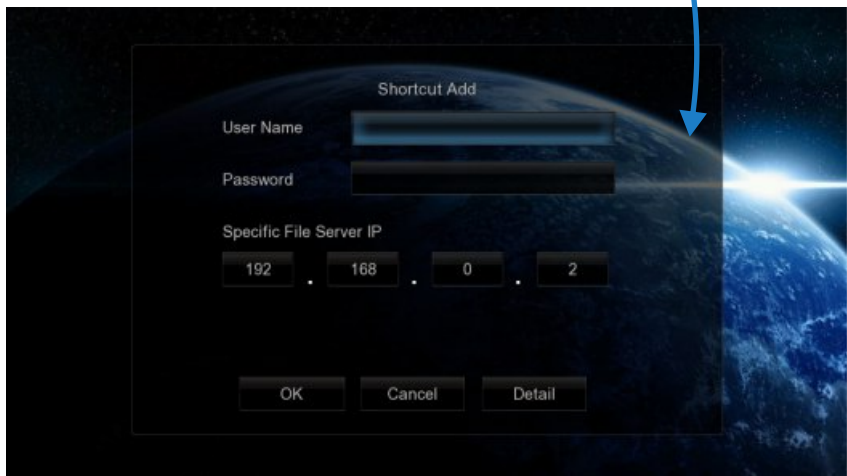 Shortcut Add
User Name
Password
Specific File Server IP
192 . 168 . 0 . 2
OK Cancel Detail